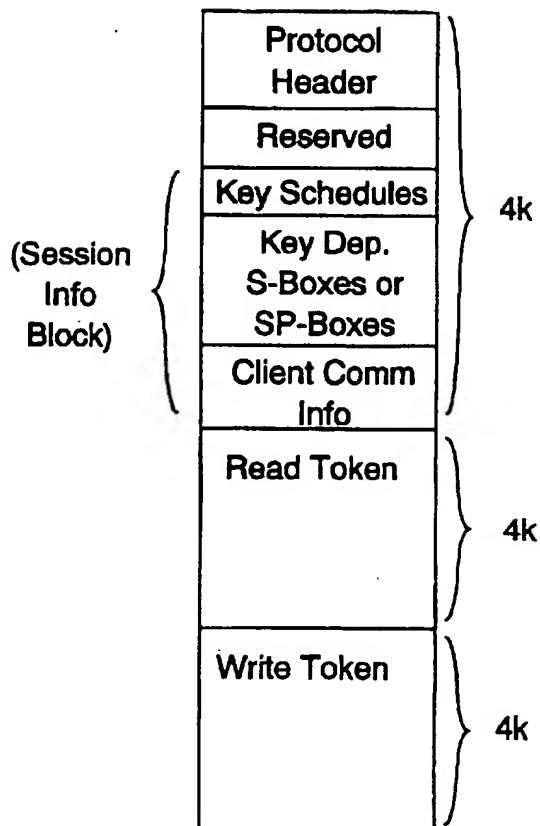 Protocol
Header
Reserved
Key Schedules
4k
(Session
Info
Block)
Key Dep.
S-Boxes or
SP-Boxes
Client Comm
Info
Read Token
4k
Write Token
4k